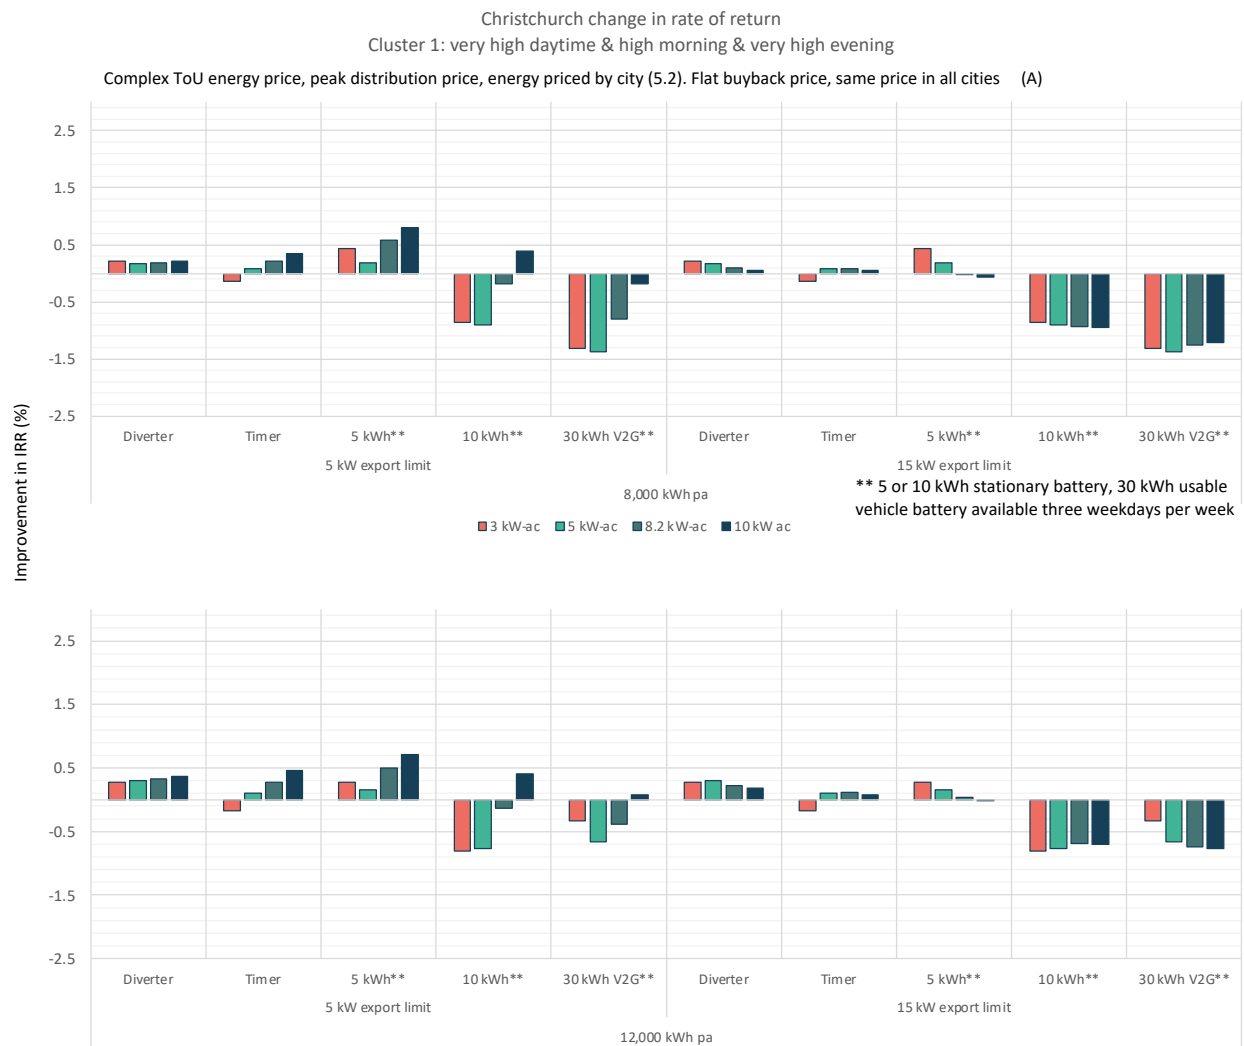 Christchurch change in rate of return
Cluster 1: very high daytime & high morning & very high evening
Complex ToU energy price, peak distribution price, energy priced by city (5.2). Flat buyback price, same price in all cities (A)
Improvement in IRR (%)
2.5
1.5
0.5
-0.5
-1.5
-2.5
Diverter Timer 5 kWh** 10 kWh** 30 kWh V2G** Diverter Timer 5 kWh** 10 kWh** 30 kWh V2G**
5 kW export limit 15 kW export limit
8,000 kWh pa
** 5 or 10 kWh stationary battery, 30 kWh usable
vehicle battery available three weekdays per week
3 kW-ac 5 kW-ac 8.2 kW-ac 10 kW ac
2.5
1.5
0.5
-0.5
-1.5
-2.5
Diverter Timer 5 kWh** 10 kWh** 30 kWh V2G** Diverter Timer 5 kWh** 10 kWh** 30 kWh V2G**
5 kW export limit 15 kW export limit
12,000 kWh pa